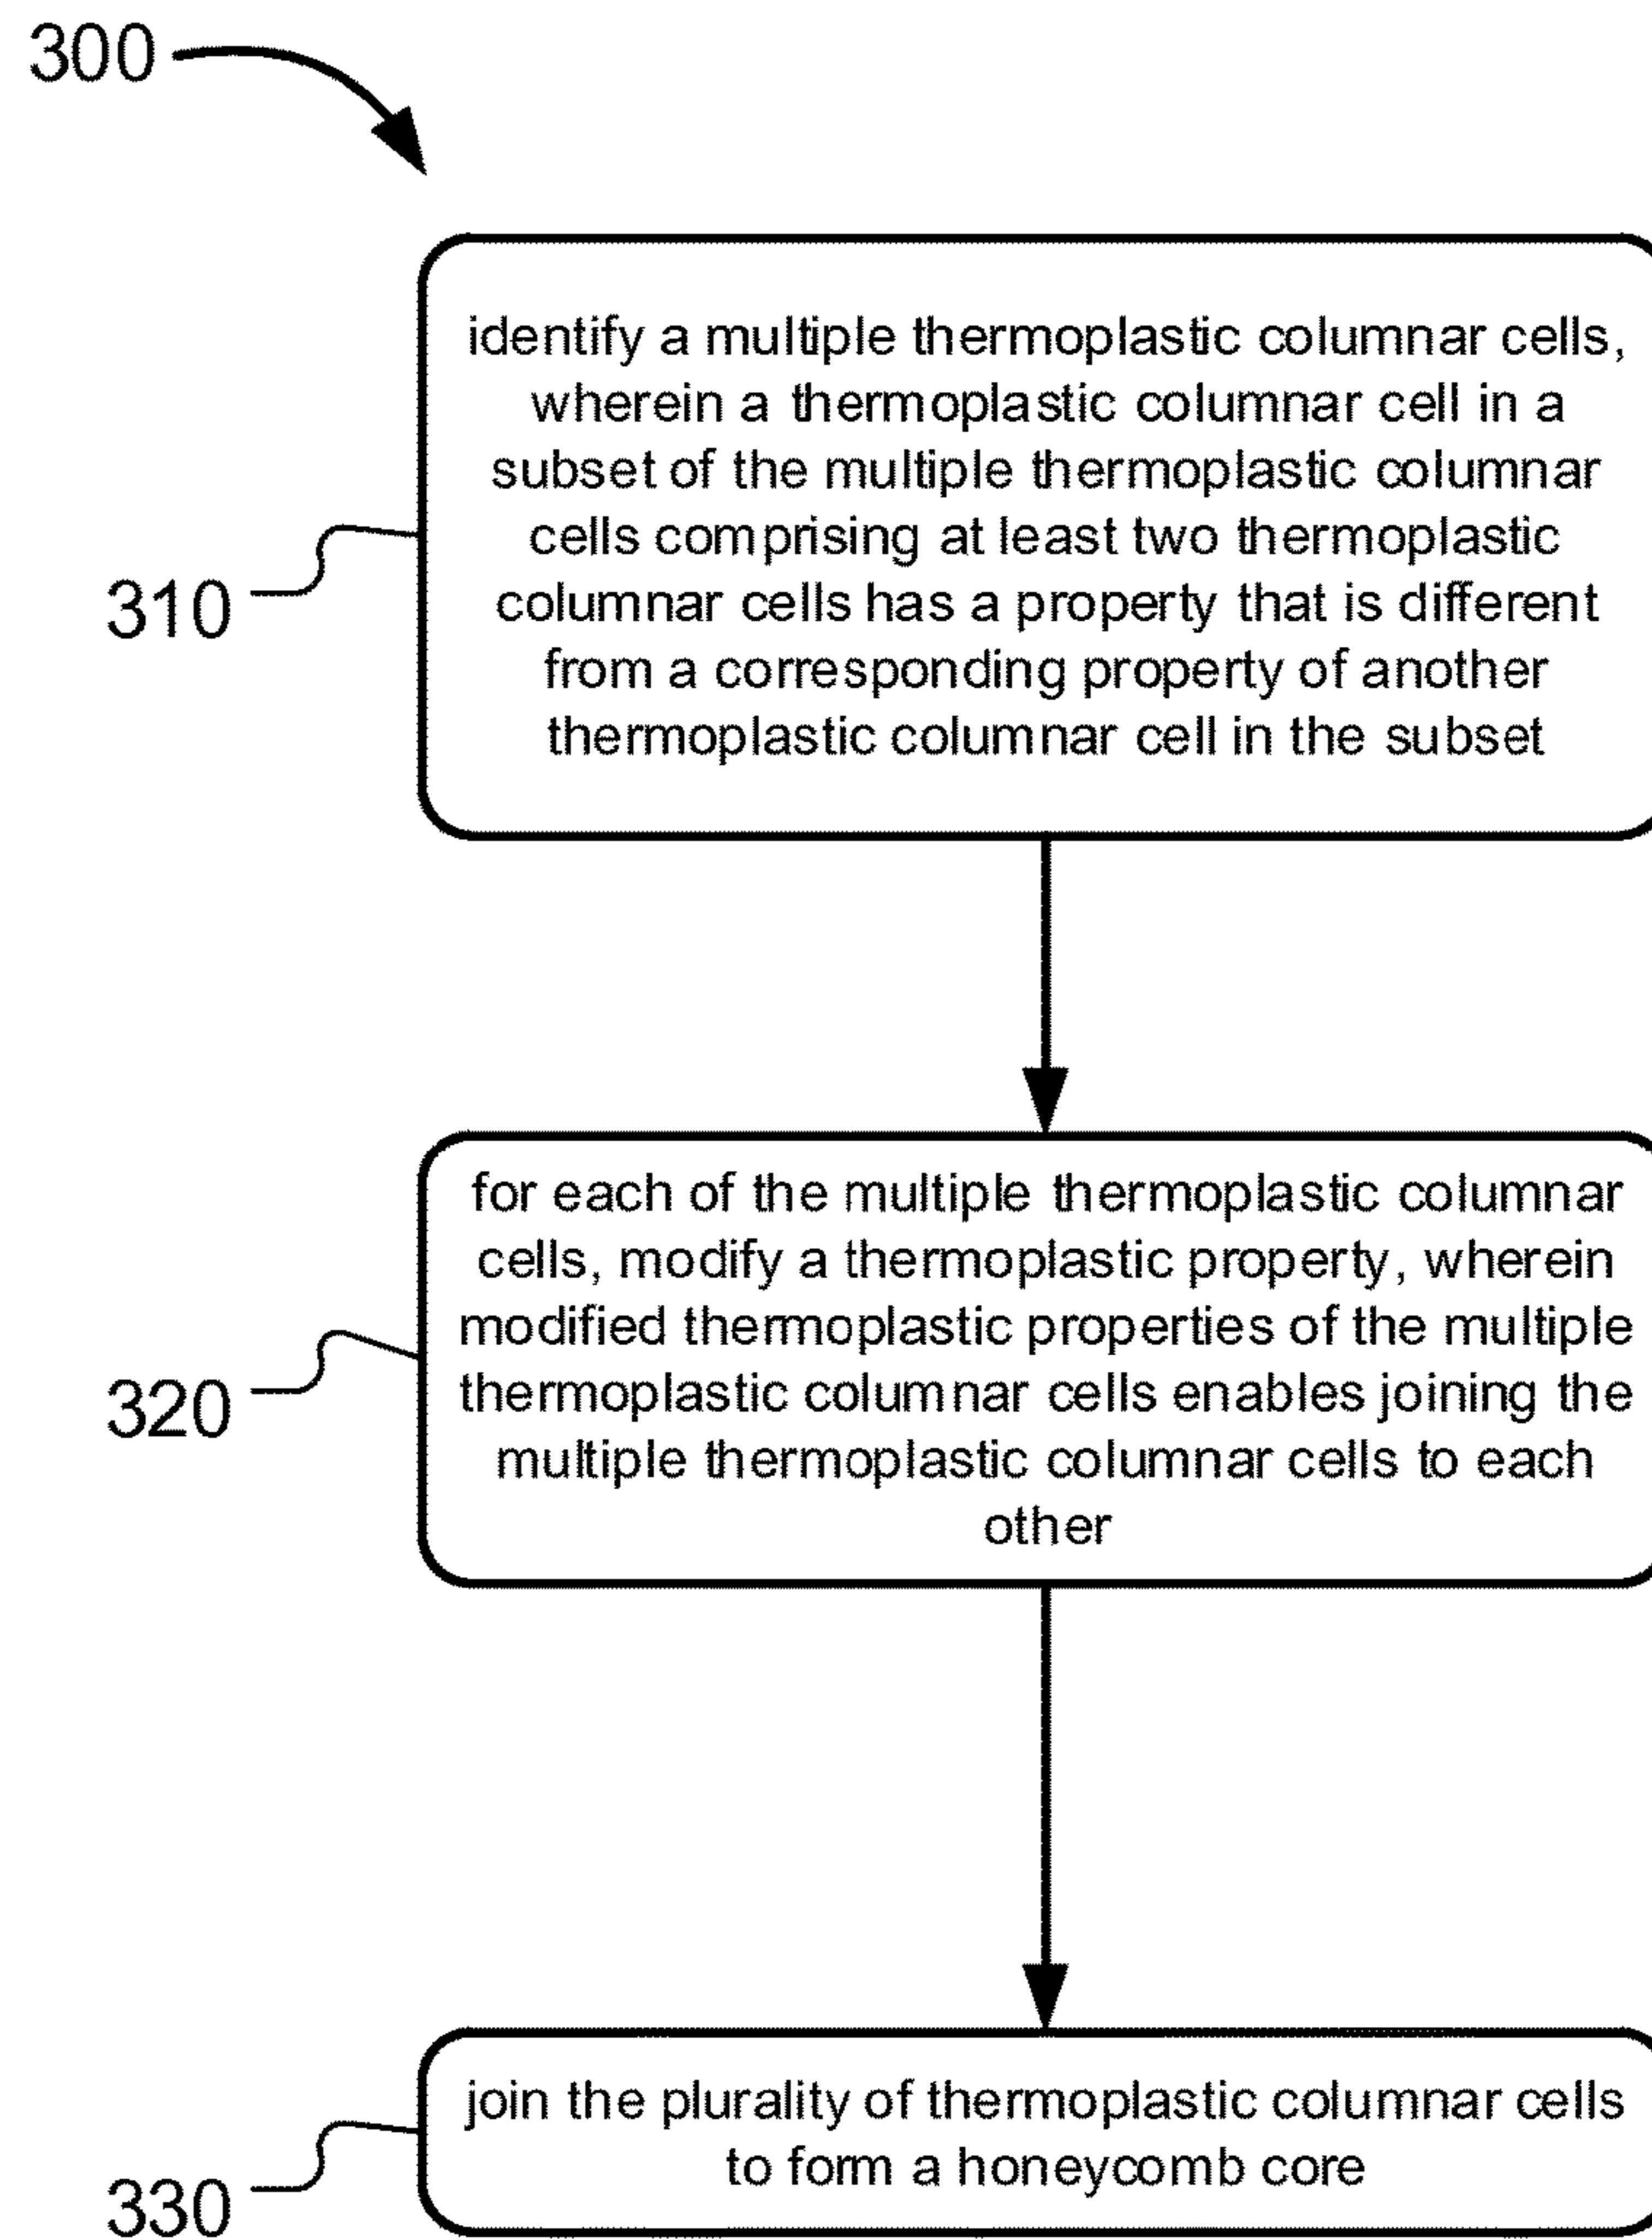 300
identify a multiple thermoplastic columnar cells,
wherein a thermoplastic columnar cell in a
subset of the multiple thermoplastic columnar
cells comprising at least two thermoplastic
columnar cells has a property that is different
from a corresponding property of another
thermoplastic columnar cell in the subset
310
for each of the multiple thermoplastic columnar
cells, modify a thermoplastic property, wherein
modified thermoplastic properties of the multiple
thermoplastic columnar cells enables joining the
multiple thermoplastic columnar cells to each
other
320
join the plurality of thermoplastic columnar cells
to form a honeycomb core
330